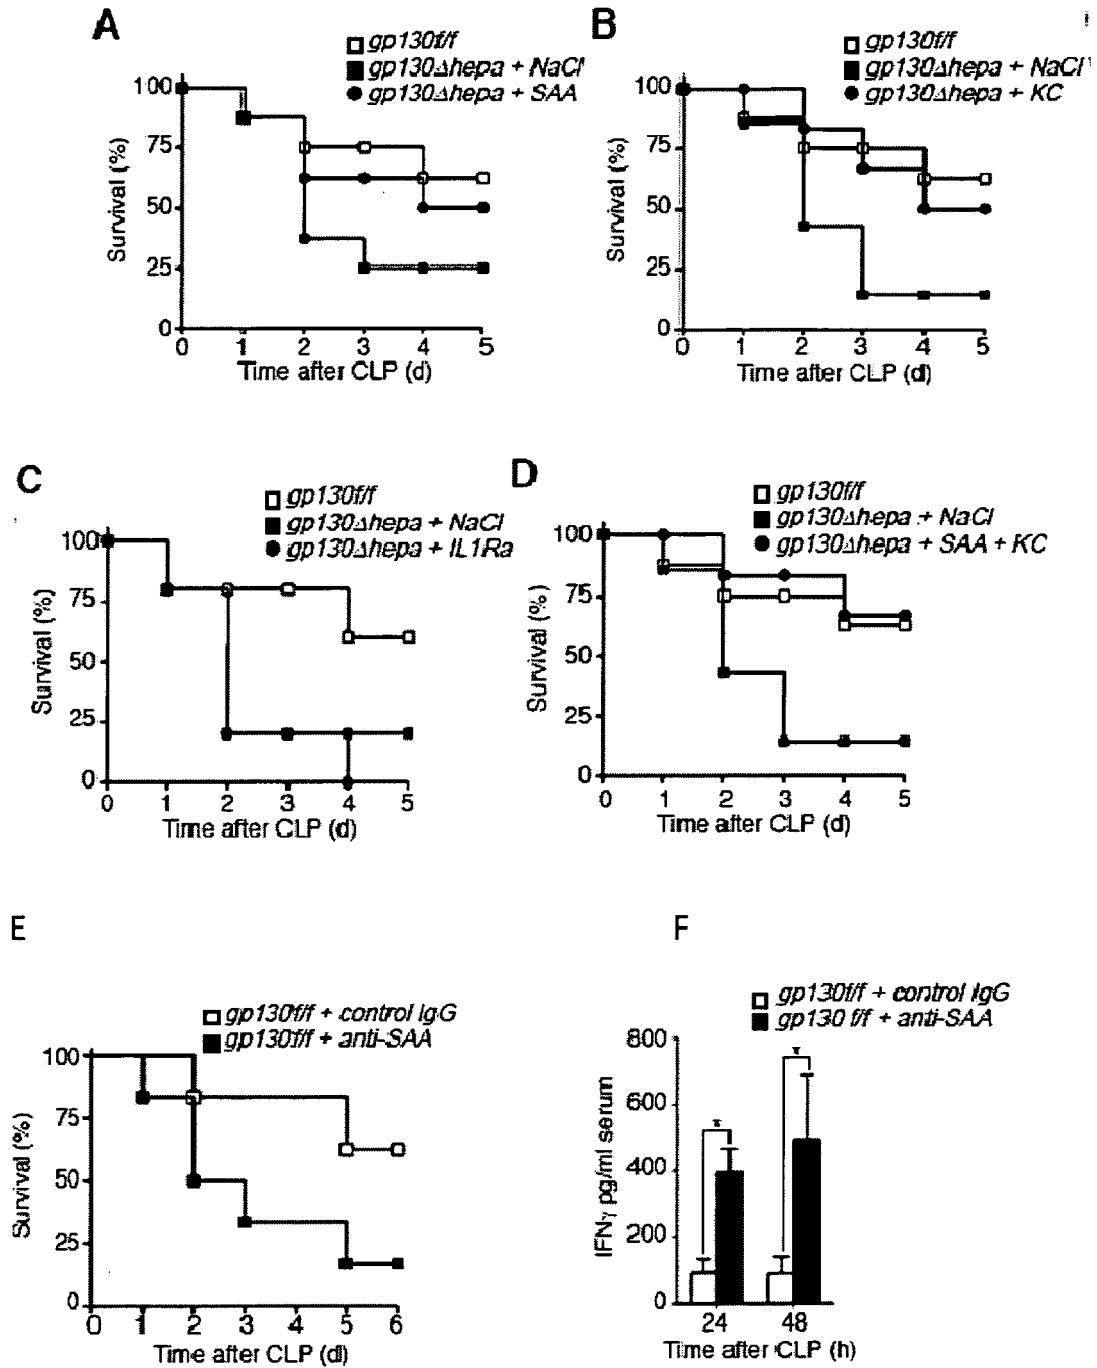 A
gp130f/f
gp130Δhepa + NaCl
gp130Δhepa + SAA
100
75
50
25
0
Survival (%)
0 1 2 3 4 5
Time after CLP (d)
B
gp130f/f
gp130Δhepa + NaCl
gp130Δhepa + KC
100
75
50
25
0
Survival (%)
0 1 2 3 4 5
Time after CLP (d)
C
gp130f/f
gp130Δhepa + NaCl
gp130Δhepa + IL1Ra
100
75
50
25
0
Survival (%)
0 1 2 3 4 5
Time after CLP (d)
D
gp130f/f
gp130Δhepa + NaCl
gp130Δhepa + SAA + KC
100
75
50
25
0
Survival (%)
0 1 2 3 4 5
Time after CLP (d)
E
gp130f/f + control IgG
gp130f/f + anti-SAA
100
75
50
25
0
Survival (%)
0 1 2 3 4 5 6
Time after CLP (d)
F
gp130f/f + control IgG
gp130 f/f + anti-SAA
800
600
400
200
0
IFNγ pg/ml serum
* *
24 48
Time after CLP (h)